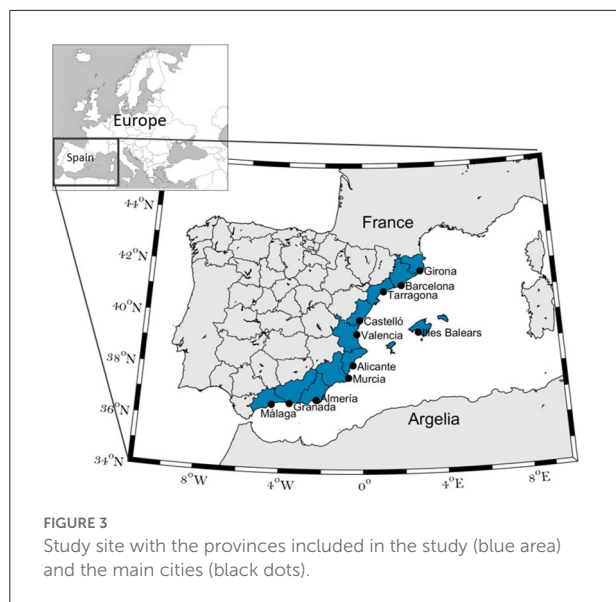 Europe
Spain
44°N
42°N
40°N
38°N
36°N
34°N
France
Girona
Barcelona
Tarragona
Castelló
Valencia
Illes Balears
Alicante
Murcia
Almería
Granada
Málaga
Argelia
8°W
4°W
0°
4°E
8°E
FIGURE 3
Study site with the provinces included in the study (blue area)
and the main cities (black dots).